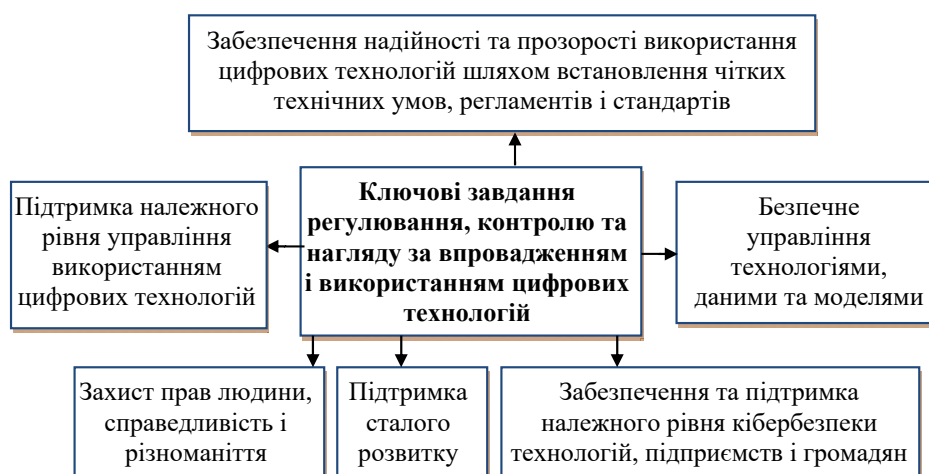 Забезпечення надійності та прозорості використання
цифрових технологій шляхом встановлення чітких
технічних умов, регламентів і стандартів
Підтримка належного
рівня управління
використанням
цифрових технологій
Ключові завдання
регулювання, контролю та
нагляду за впровадженням
і використанням цифрових
технологій
Безпечне
управління
технологіями,
даними та моделями
Захист прав людини,
справедливість і
різноманіття
Підтримка
сталого
розвитку
Забезпечення та підтримка
належного рівня кібербезпеки
технологій, підприємств і громадян